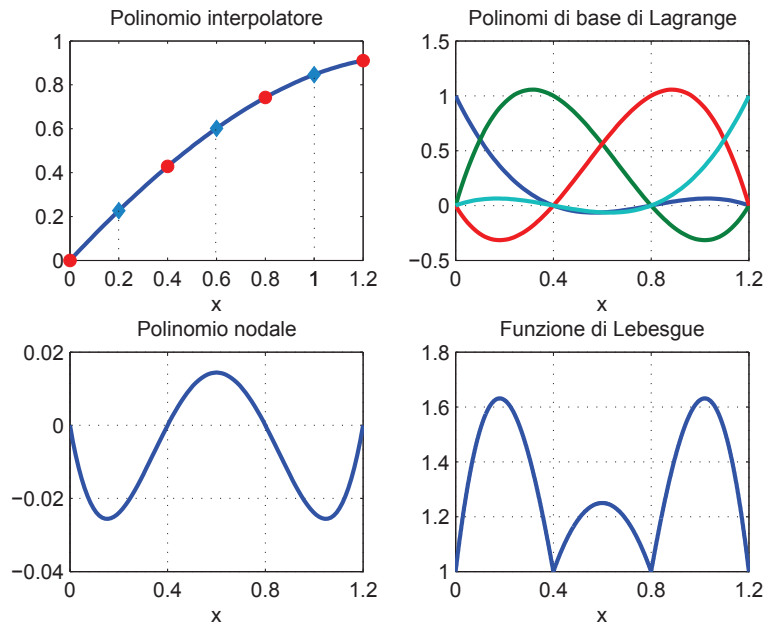 Polinomio interpolatore
1
0.8
0.6
0.4
0.2
0
0 0.2 0.4 0.6 0.8 1 1.2
x
Polinomi di base di Lagrange
1.5
1
0.5
0
−0.5
0 0.4 0.8 1.2
x
Polinomio nodale
0.02
0
−0.02
−0.04
0 0.4 0.8 1.2
x
Funzione di Lebesgue
1.8
1.6
1.4
1.2
1
0 0.4 0.8 1.2
x